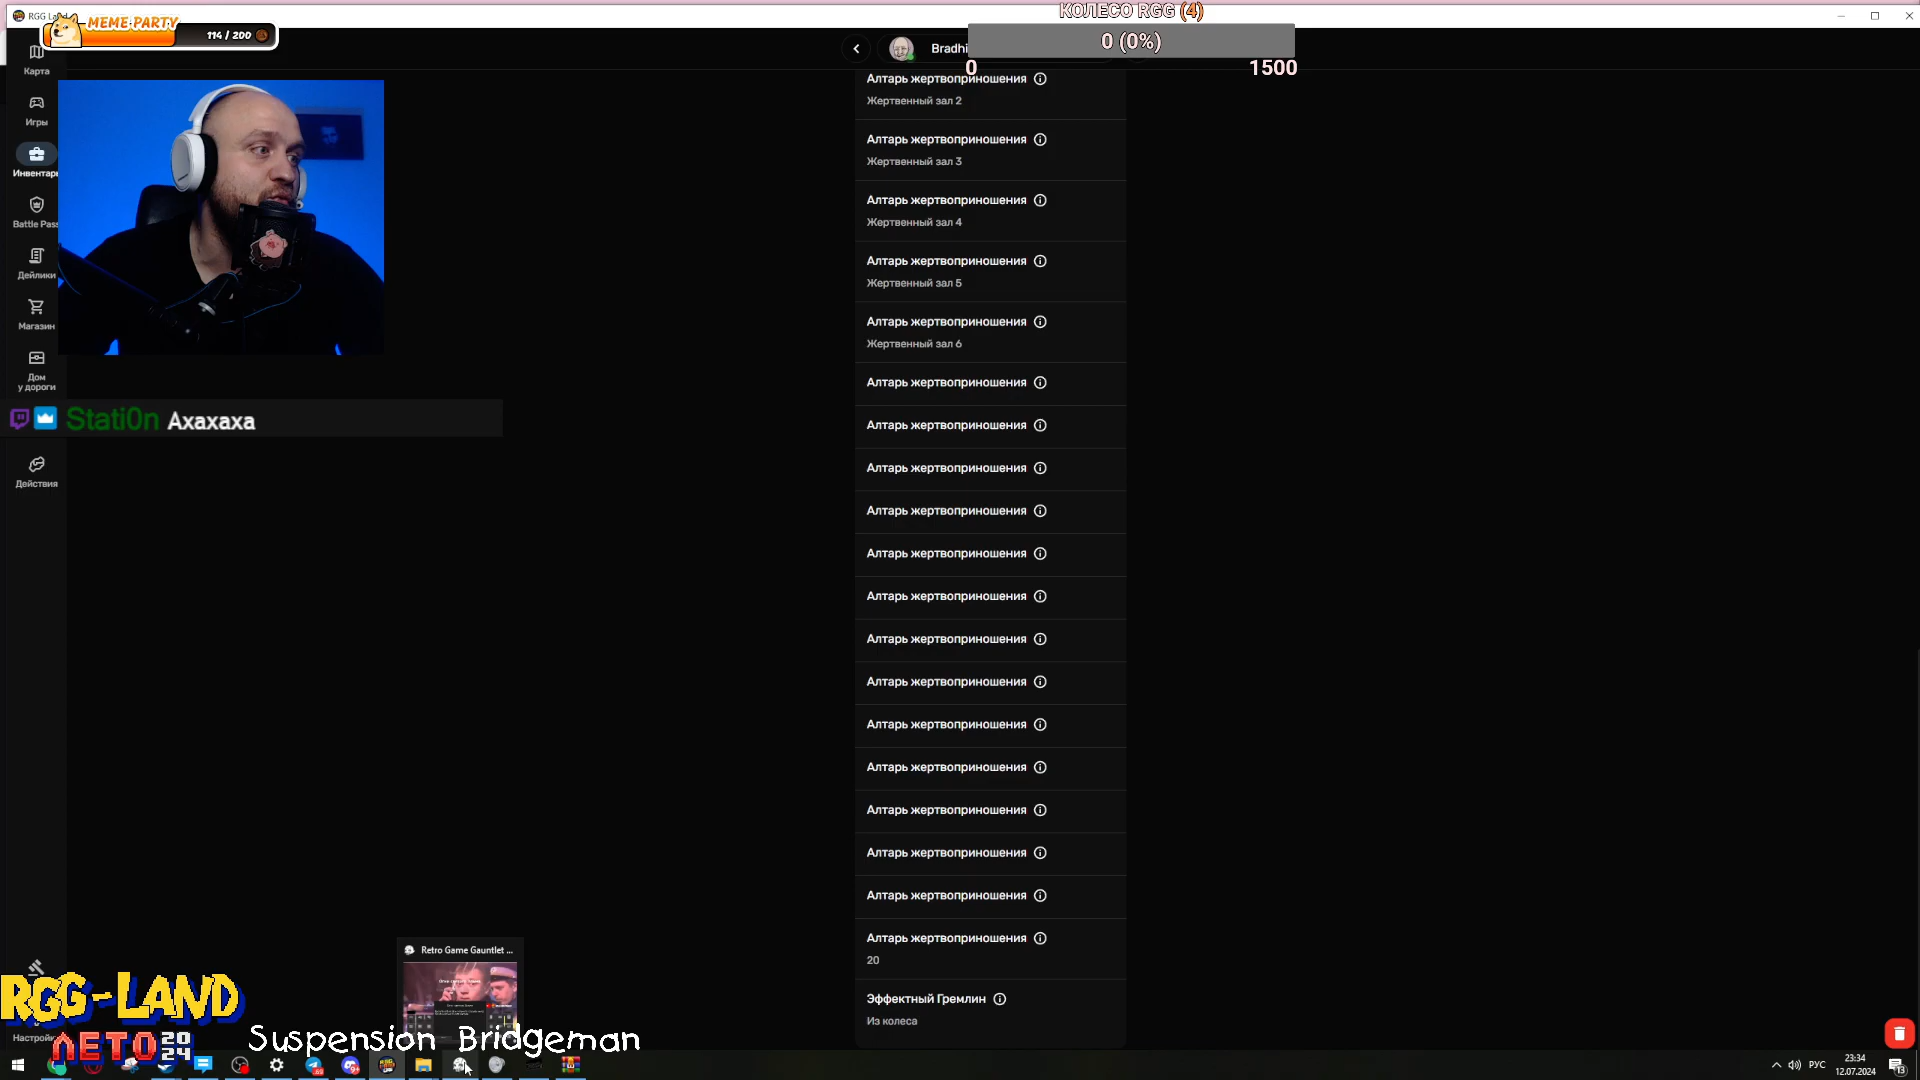 RGG Land
MEME PARTY
114 / 200
КОЛЕСО RGG (4)
0 (0%)
0
1500
Bradhi
Карта
Игры
Инвентарь
Battle Pass
Дейлики
Магазин
Дом
у дороги
Действия
Stati0n Ахахаха
Алтарь жертвоприношения
Жертвенный зал 2
Алтарь жертвоприношения
Жертвенный зал 3
Алтарь жертвоприношения
Жертвенный зал 4
Алтарь жертвоприношения
Жертвенный зал 5
Алтарь жертвоприношения
Жертвенный зал 6
Алтарь жертвоприношения
Алтарь жертвоприношения
Алтарь жертвоприношения
Алтарь жертвоприношения
Алтарь жертвоприношения
Алтарь жертвоприношения
Алтарь жертвоприношения
Алтарь жертвоприношения
Алтарь жертвоприношения
Алтарь жертвоприношения
Алтарь жертвоприношения
Алтарь жертвоприношения
Алтарь жертвоприношения
Алтарь жертвоприношения
20
Эффектный Гремлин
Из колеса
Retro Game Gauntlet ...
RGG-LAND
ЛЕТО 2024
Настройки
Suspension Bridgeman
РУС
23:34
12.07.2024
13